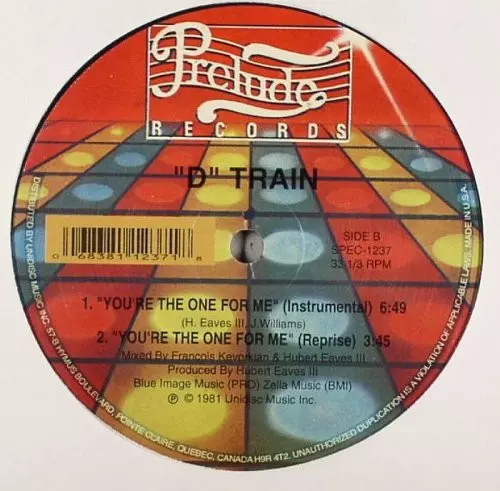 Prelude
RECORDS
"D" TRAIN
0 68381 12371 8
SIDE B
SPEC-1237
33 1/3 RPM
1. "YOU'RE THE ONE FOR ME" (Instrumental) 6:49
(H. Eaves III, J.Williams)
2. "YOU'RE THE ONE FOR ME" (Reprise) 3:45
Mixed By François Kevorkian & Hubert Eaves III
Produced By Hubert Eaves III
Blue Image Music (PRO) Zella Music (BMI)
℗ © 1981 Unidisc Music Inc.
DISTRIBUTED BY UNIDISC MUSIC INC. 57-B HYMUS BOULEVARD, POINTE CLAIRE, QUEBEC, CANADA H9R 4T2. UNAUTHORIZED DUPLICATION IS A VIOLATION OF APPLICABLE LAWS. MADE IN U.S.A.